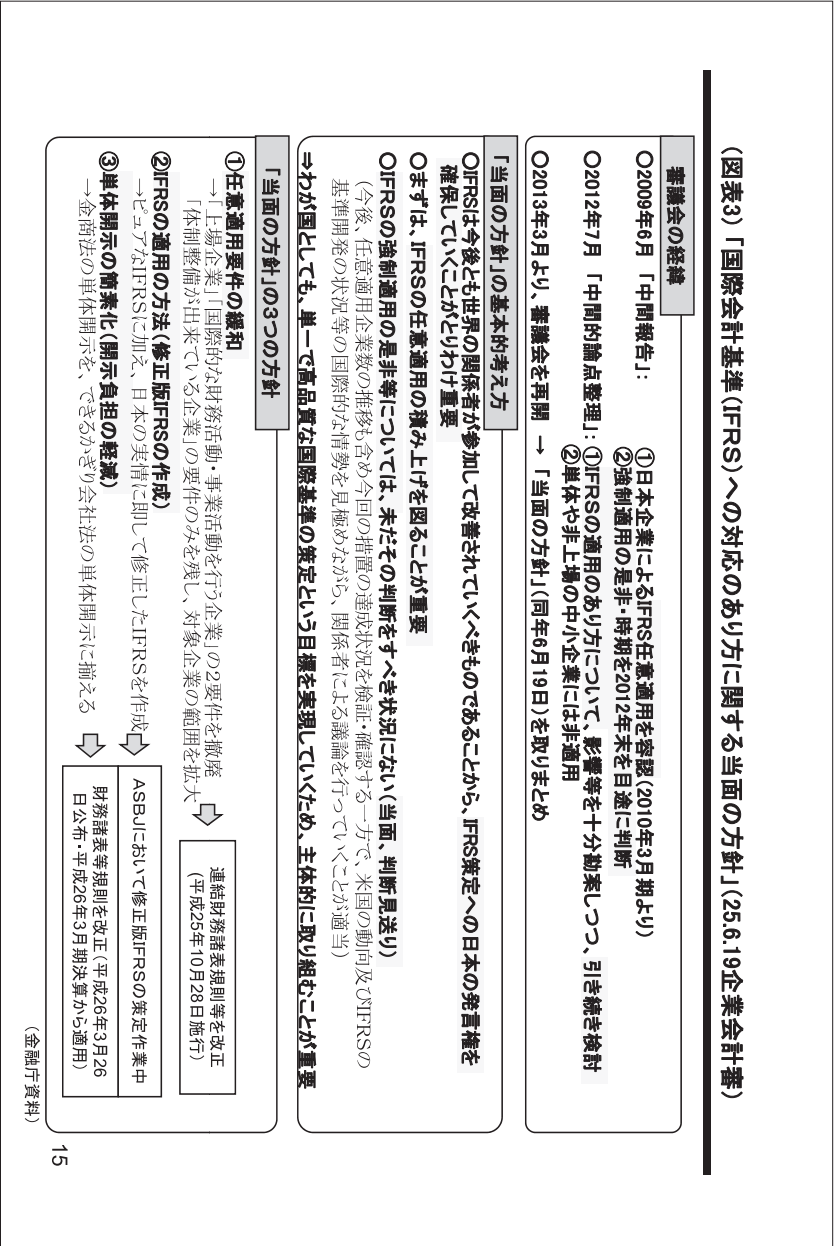 (図表3)「国際会計基準(IFRS)への対応のあり方に関する当面の方針」(25.6.19企業会計審)
審議会の経緯
○2009年6月 「中間報告」: ①日本企業によるIFRS任意適用を容認(2010年3月期より)
②強制適用の是非・時期を2012年末を目途に判断
○2012年7月 「中間的論点整理」: ①IFRSの適用のあり方について、影響等を十分勘案しつつ、引き続き検討
②単体や非上場の中小企業には非適用
○2013年3月より、審議会を再開 → 「当面の方針」(同年6月19日)を取りまとめ
「当面の方針」の基本的考え方
○IFRSは今後とも世界の関係者が参加して改善されていくべきものであることから、IFRS策定への日本の発言権を
確保していくことがとりわけ重要
○まずは、IFRSの任意適用の積み上げを図ることが重要
○IFRSの強制適用の是非等については、未だその判断をすべき状況にない(当面、判断見送り)
(今後、任意適用企業数の推移も含め今回の措置の達成状況を検証・確認する一方で、米国の動向及びIFRSの
基準開発の状況等の国際的な情勢を見極めながら、関係者による議論を行っていくことが適当)
⇒わが国としても、単一で高品質な国際基準の策定という目標を実現していくため、主体的に取り組むことが重要
「当面の方針」の3つの方針
①任意適用要件の緩和
→「上場企業」「国際的な財務活動・事業活動を行う企業」の2要件を撤廃
「体制整備が出来ている企業」の要件のみを残し、対象企業の範囲を拡大
連結財務諸表規則等を改正
(平成25年10月28日施行)
②IFRSの適用の方法(修正版IFRSの作成)
→ピュアなIFRSに加え、日本の実情に即して修正したIFRSを作成
ASBJにおいて修正版IFRSの策定作業中
③単体開示の簡素化(開示負担の軽減)
→金商法の単体開示を、できるかぎり会社法の単体開示に揃える
財務諸表等規則を改正(平成26年3月26
日公布・平成26年3月期決算から適用)
(金融庁資料)
15